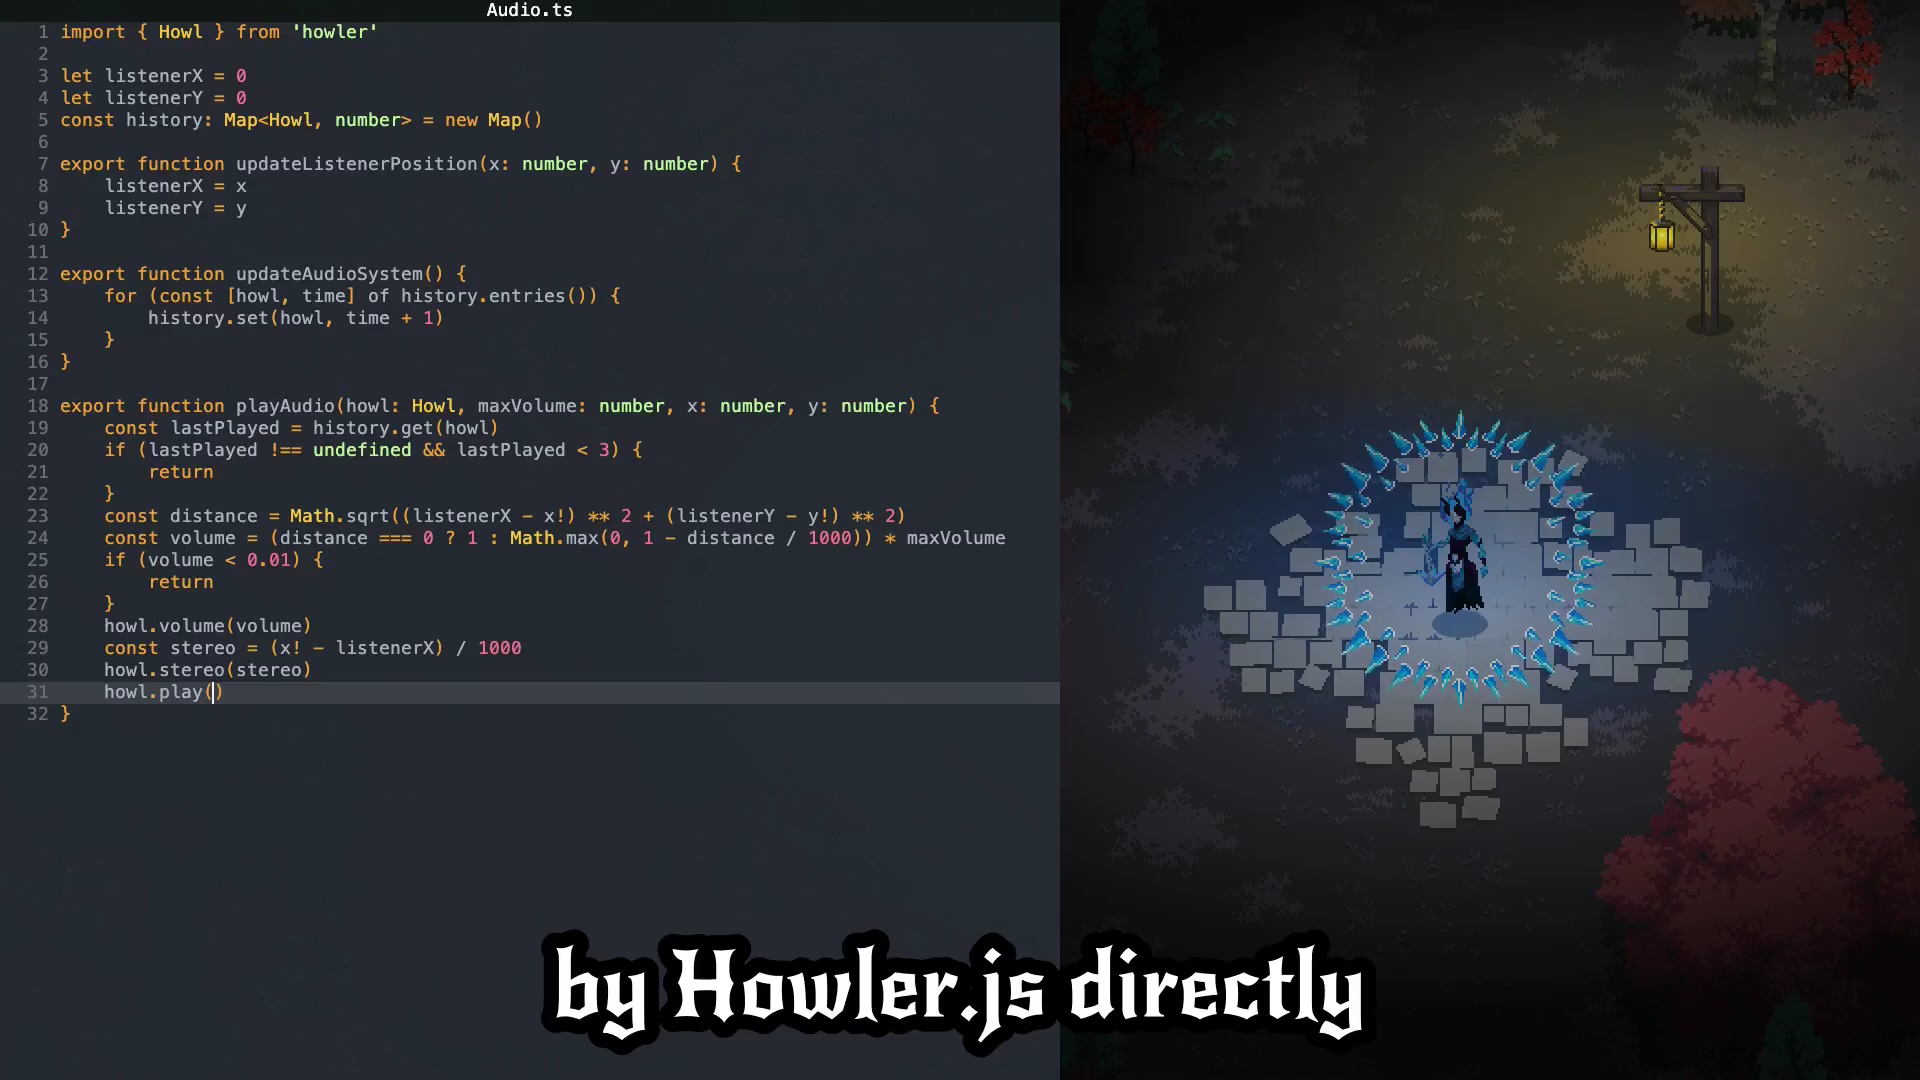 Audio.ts
1 import { Howl } from 'howler'
2
3 let listenerX = 0
4 let listenerY = 0
5 const history: Map<Howl, number> = new Map()
6
7 export function updateListenerPosition(x: number, y: number) {
8     listenerX = x
9     listenerY = y
10 }
11
12 export function updateAudioSystem() {
13     for (const [howl, time] of history.entries()) {
14         history.set(howl, time + 1)
15     }
16 }
17
18 export function playAudio(howl: Howl, maxVolume: number, x: number, y: number) {
19     const lastPlayed = history.get(howl)
20     if (lastPlayed !== undefined && lastPlayed < 3) {
21         return
22     }
23     const distance = Math.sqrt((listenerX - x!) ** 2 + (listenerY - y!) ** 2)
24     const volume = (distance === 0 ? 1 : Math.max(0, 1 - distance / 1000)) * maxVolume
25     if (volume < 0.01) {
26         return
27     }
28     howl.volume(volume)
29     const stereo = (x! - listenerX) / 1000
30     howl.stereo(stereo)
31     howl.play()
32 }
by Howler.js directly